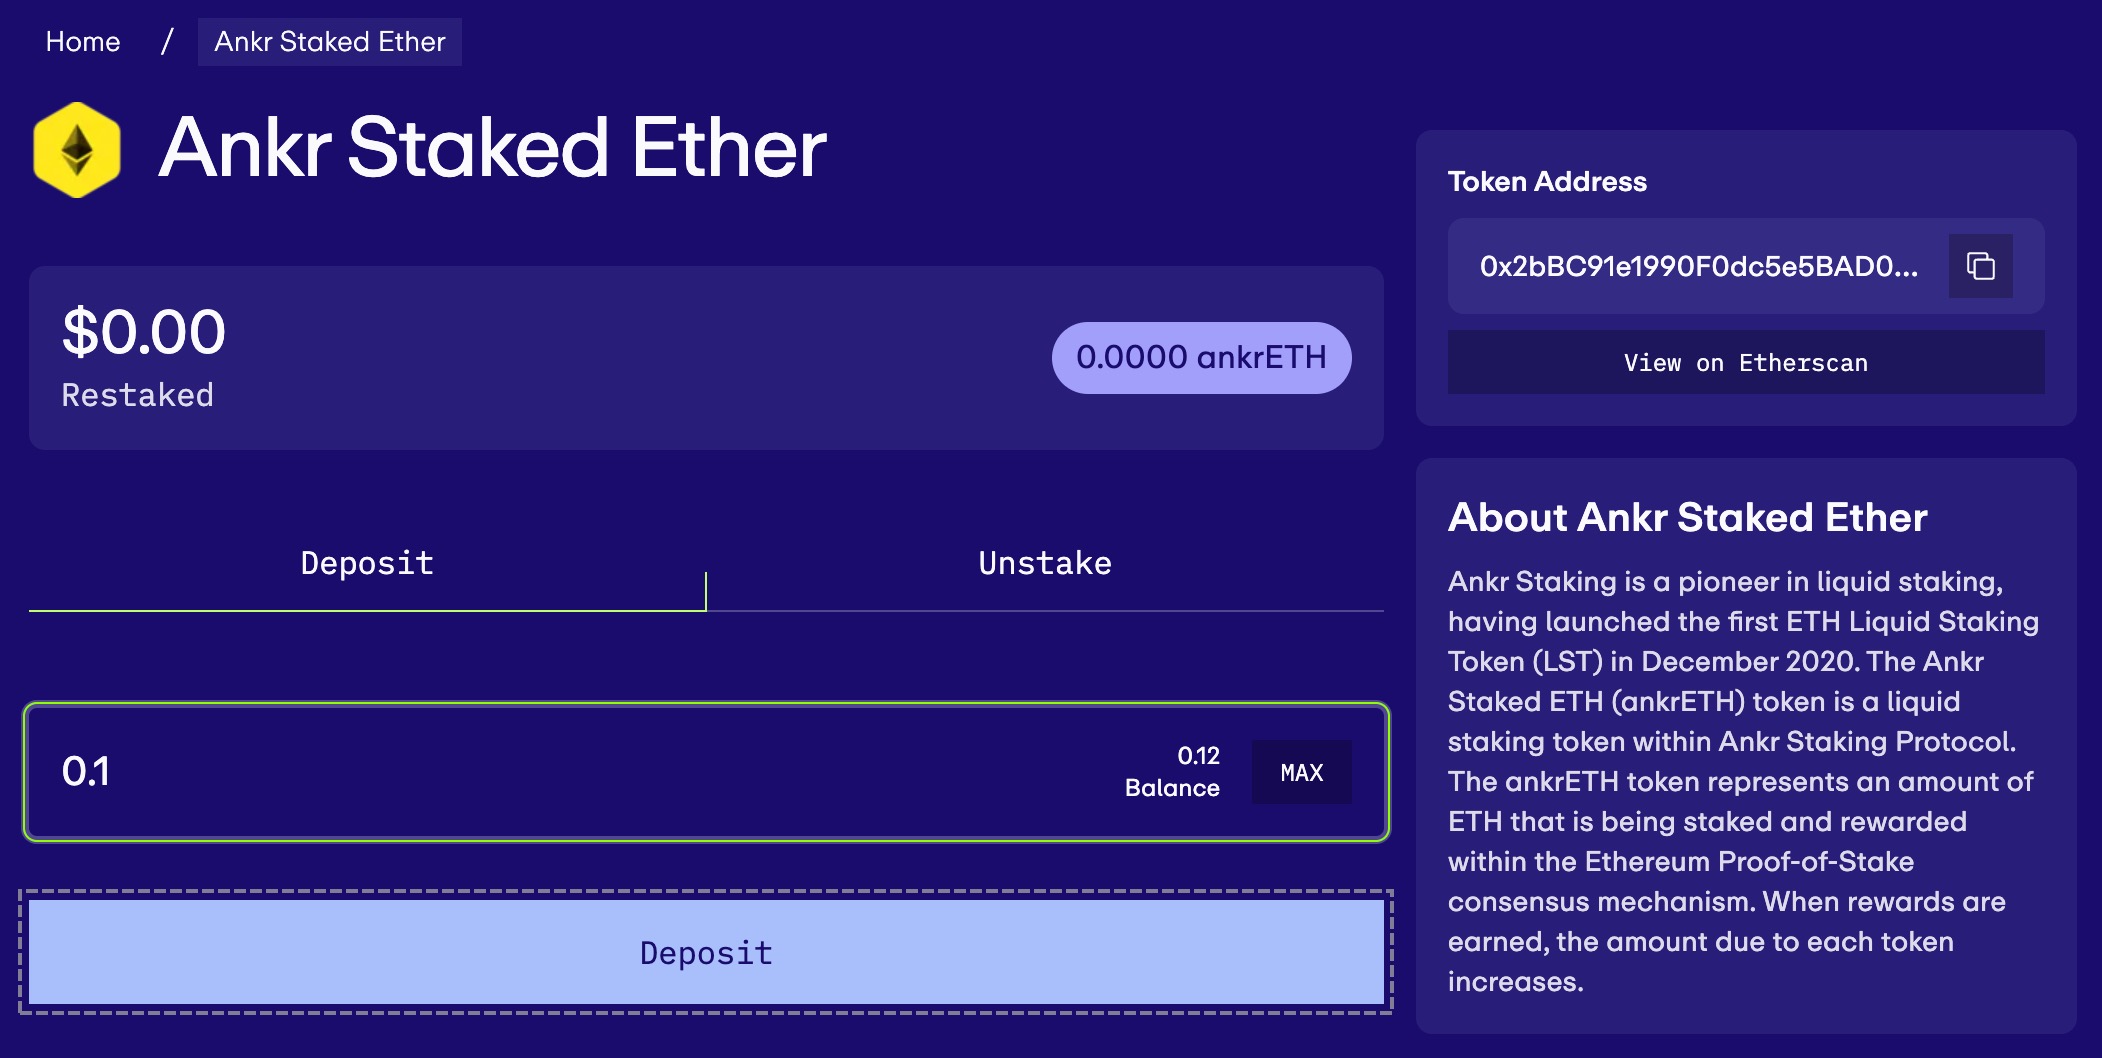 Home / Ankr Staked Ether
Ankr Staked Ether
$0.00
Restaked
0.0000 ankrETH
Deposit
Unstake
0.1
0.12
Balance
MAX
Deposit
Token Address
0x2bBC91e1990F0dc5e5BAD0...
View on Etherscan
About Ankr Staked Ether
Ankr Staking is a pioneer in liquid staking,
having launched the first ETH Liquid Staking
Token (LST) in December 2020. The Ankr
Staked ETH (ankrETH) token is a liquid
staking token within Ankr Staking Protocol.
The ankrETH token represents an amount of
ETH that is being staked and rewarded
within the Ethereum Proof-of-Stake
consensus mechanism. When rewards are
earned, the amount due to each token
increases.